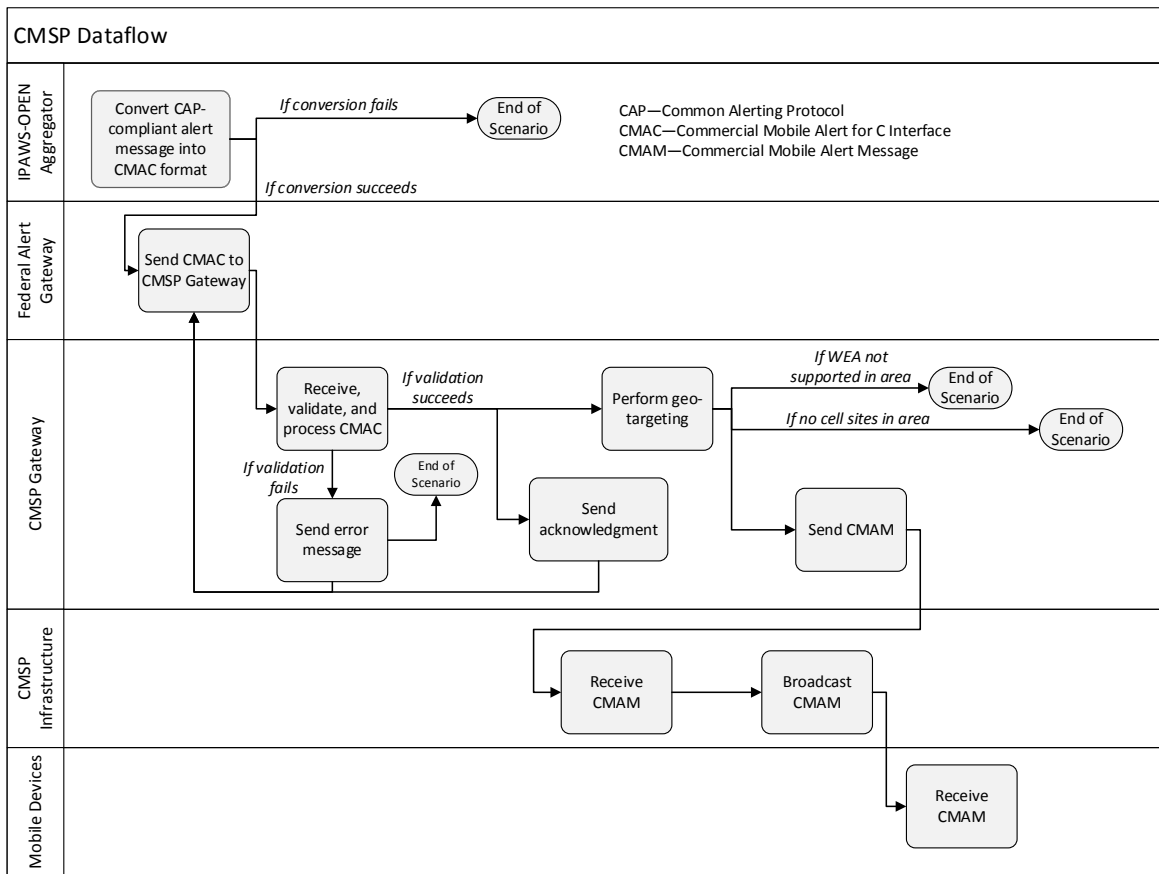 CMSP Dataflow
IPAWS-OPEN
Aggregator
Convert CAP-
compliant alert
message into
CMAC format
If conversion fails
End of
Scenario
CAP—Common Alerting Protocol
CMAC—Commercial Mobile Alert for C Interface
CMAM—Commercial Mobile Alert Message
If conversion succeeds
Federal Alert
Gateway
Send CMAC to
CMSP Gateway
CMSP Gateway
Receive,
validate, and
process CMAC
If validation
succeeds
Perform geo-
targeting
If WEA not
supported in area
End of
Scenario
If no cell sites in area
End of
Scenario
If validation
fails
End of
Scenario
Send error
message
Send
acknowledgment
Send CMAM
CMSP
Infrastructure
Receive
CMAM
Broadcast
CMAM
Mobile Devices
Receive
CMAM